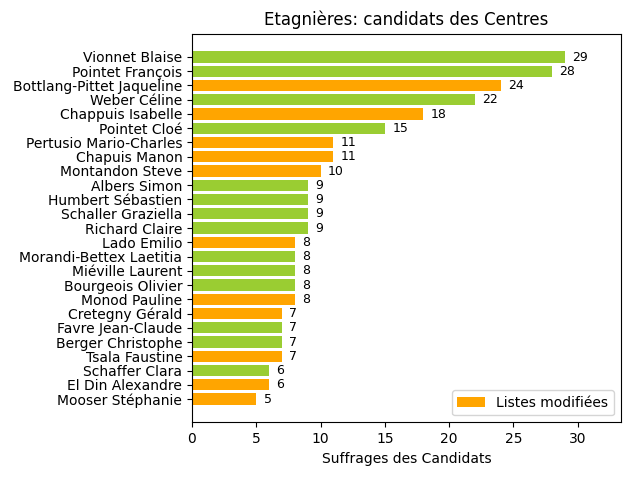 Etagnières: candidats des Centres
Vionnet Blaise 29
Pointet François 28
Bottlang-Pittet Jaqueline 24
Weber Céline 22
Chappuis Isabelle 18
Pointet Cloé 15
Pertusio Mario-Charles 11
Chapuis Manon 11
Montandon Steve 10
Albers Simon 9
Humbert Sébastien 9
Schaller Graziella 9
Richard Claire 9
Lado Emilio 8
Morandi-Bettex Laetitia 8
Miéville Laurent 8
Bourgeois Olivier 8
Monod Pauline 8
Cretegny Gérald 7
Favre Jean-Claude 7
Berger Christophe 7
Tsala Faustine 7
Schaffer Clara 6
El Din Alexandre 6
Mooser Stéphanie 5
Listes modifiées
0 5 10 15 20 25 30
Suffrages des Candidats